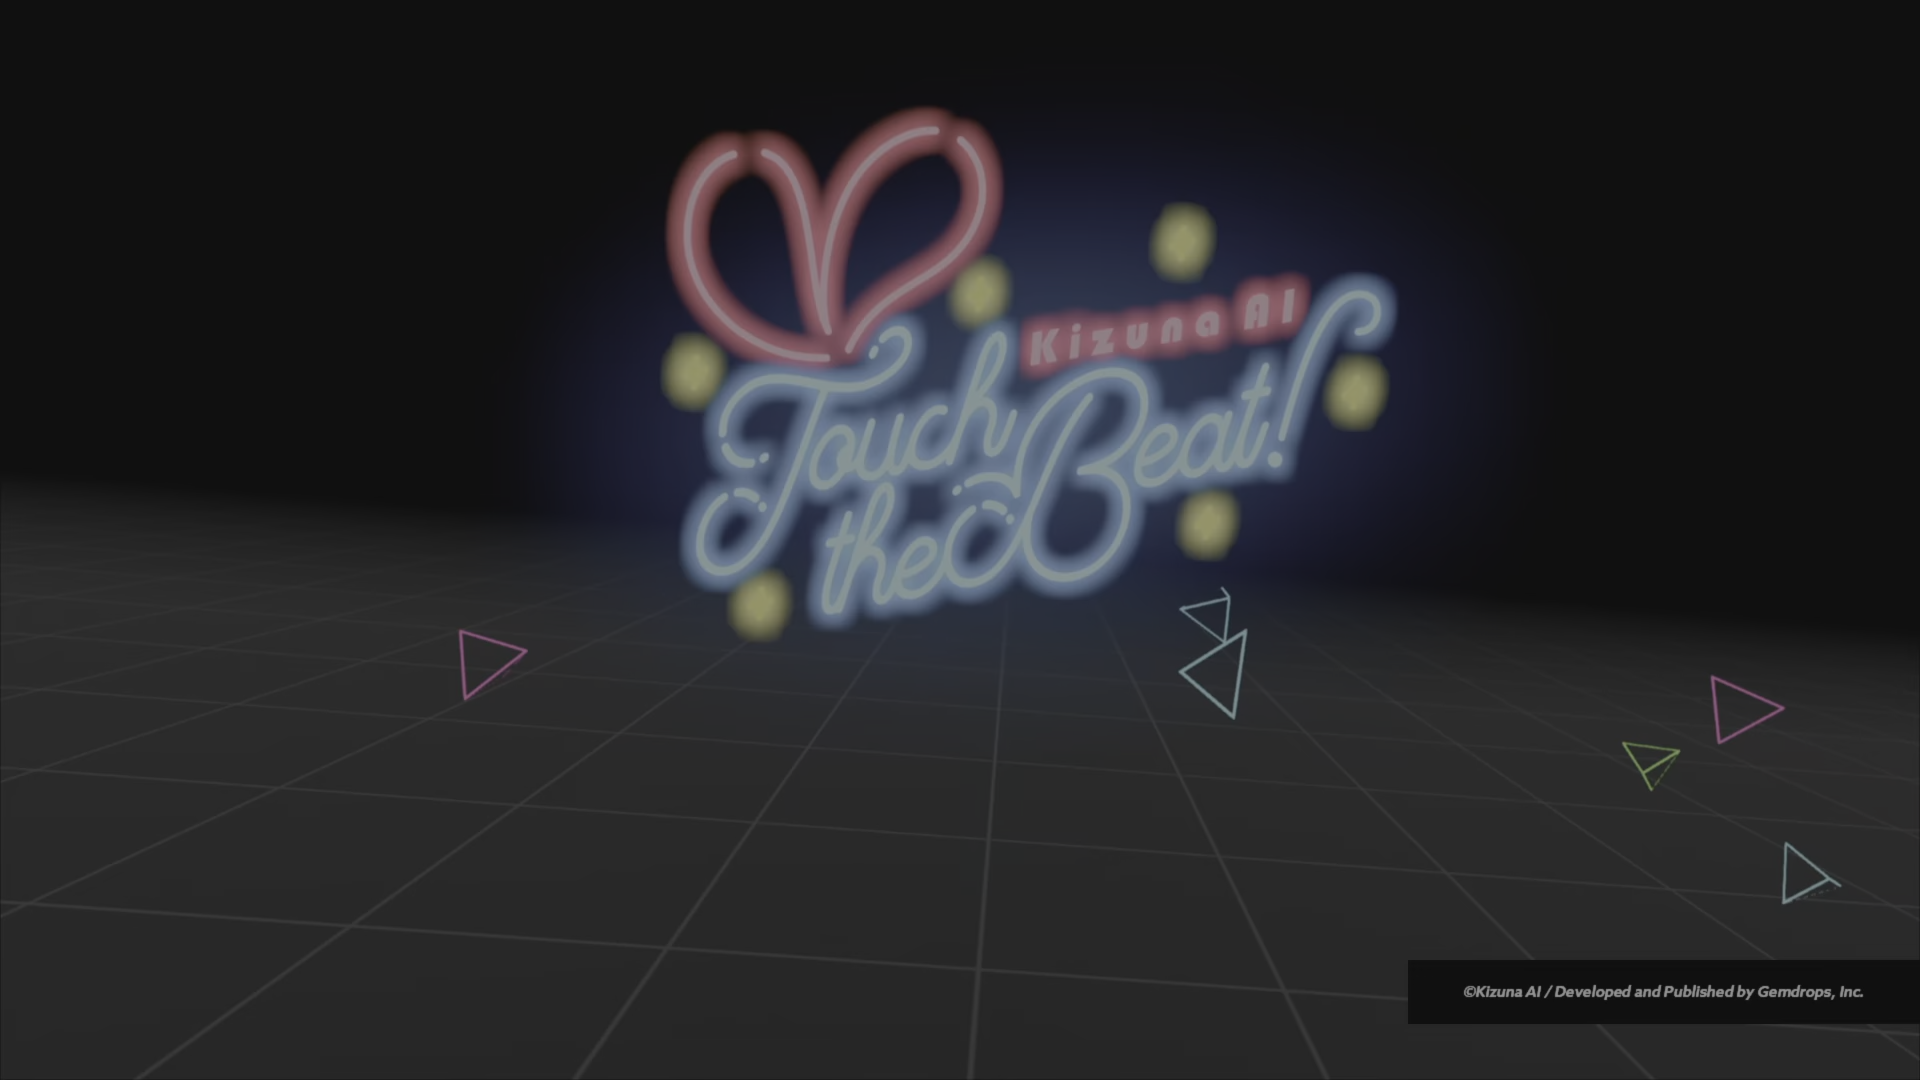 Kizuna AI
Touch
the Beat!
©Kizuna AI / Developed and Published by Gemdrops, Inc.